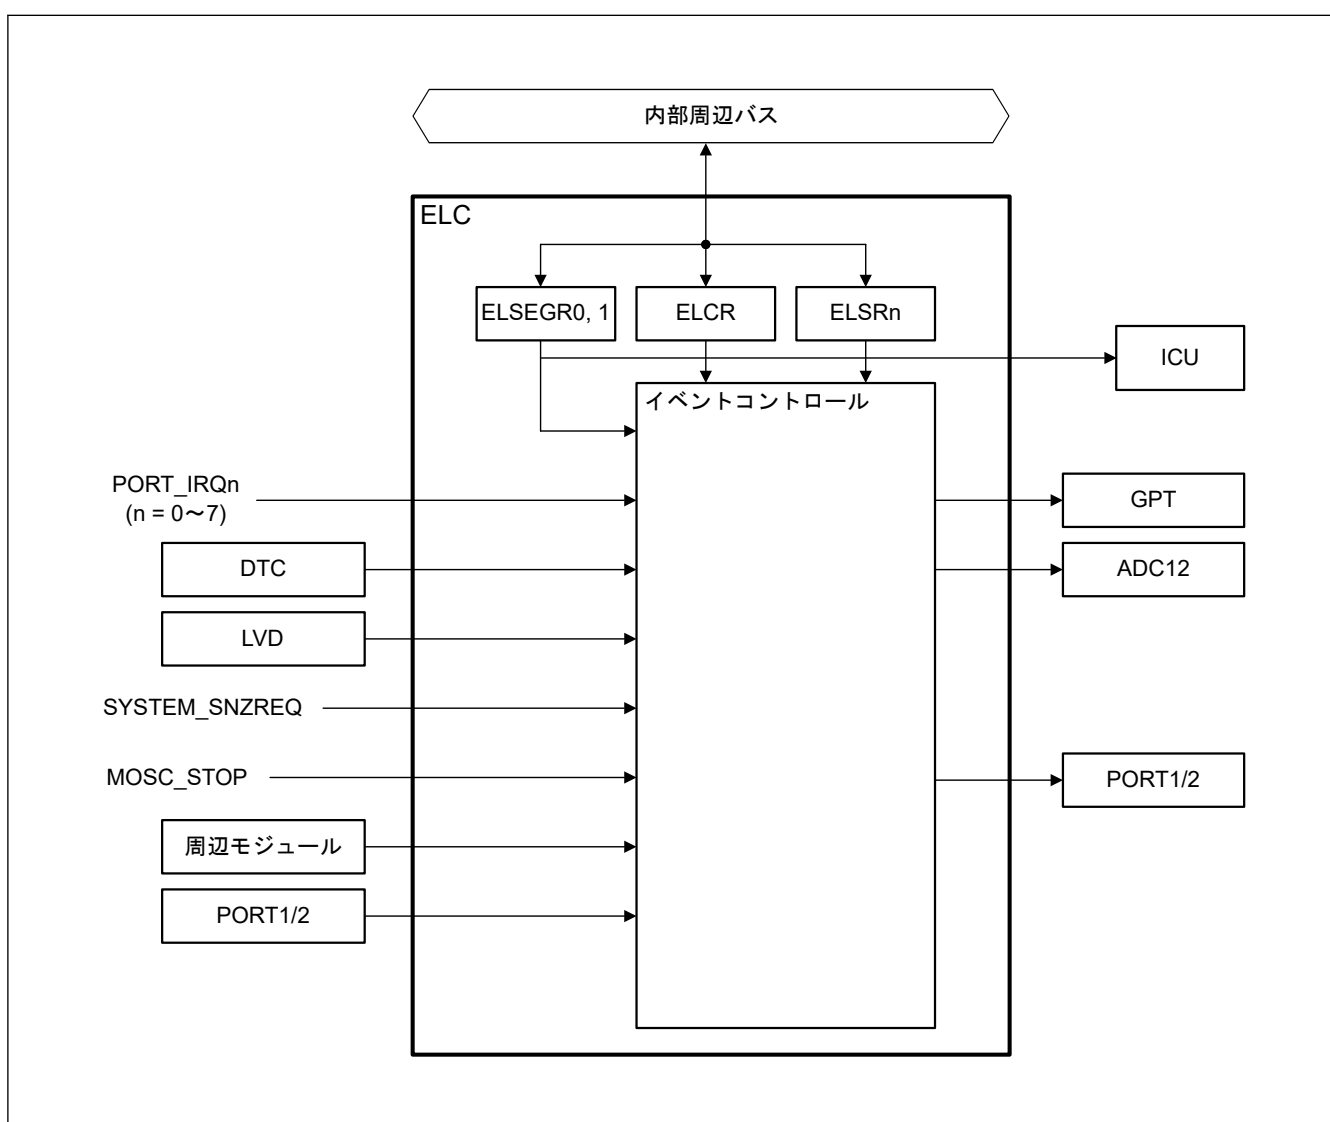 内部周辺バス
ELC
ELSEGR0, 1
ELCR
ELSRn
ICU
イベントコントロール
PORT_IRQn
(n = 0～7)
GPT
DTC
ADC12
LVD
SYSTEM_SNZREQ
MOSC_STOP
PORT1/2
周辺モジュール
PORT1/2